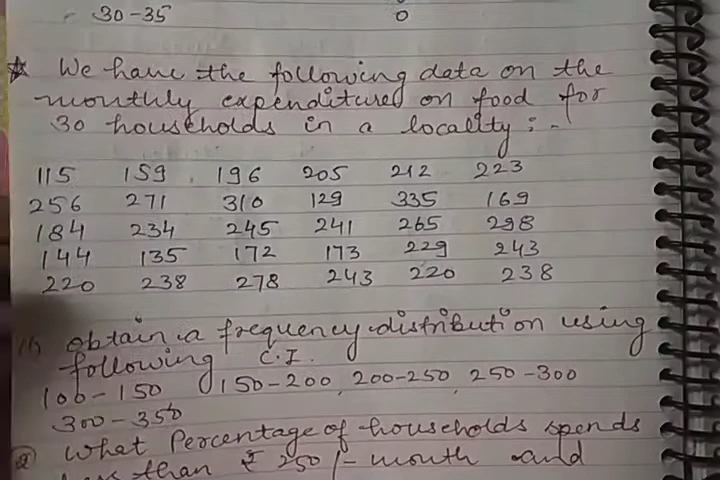 30-35 0
* We have the following data on the
monthly expenditured on food for
30 households in a locality :-
115 159 196 205 212 223
256 271 310 129 335 169
184 234 245 241 265 298
144 135 172 173 229 243
220 238 278 243 220 238
obtain a frequency distribution using
following C.I.
100-150 150-200, 200-250, 250-300
300-350
② What Percentage of households spends
than ₹ 250/- month and